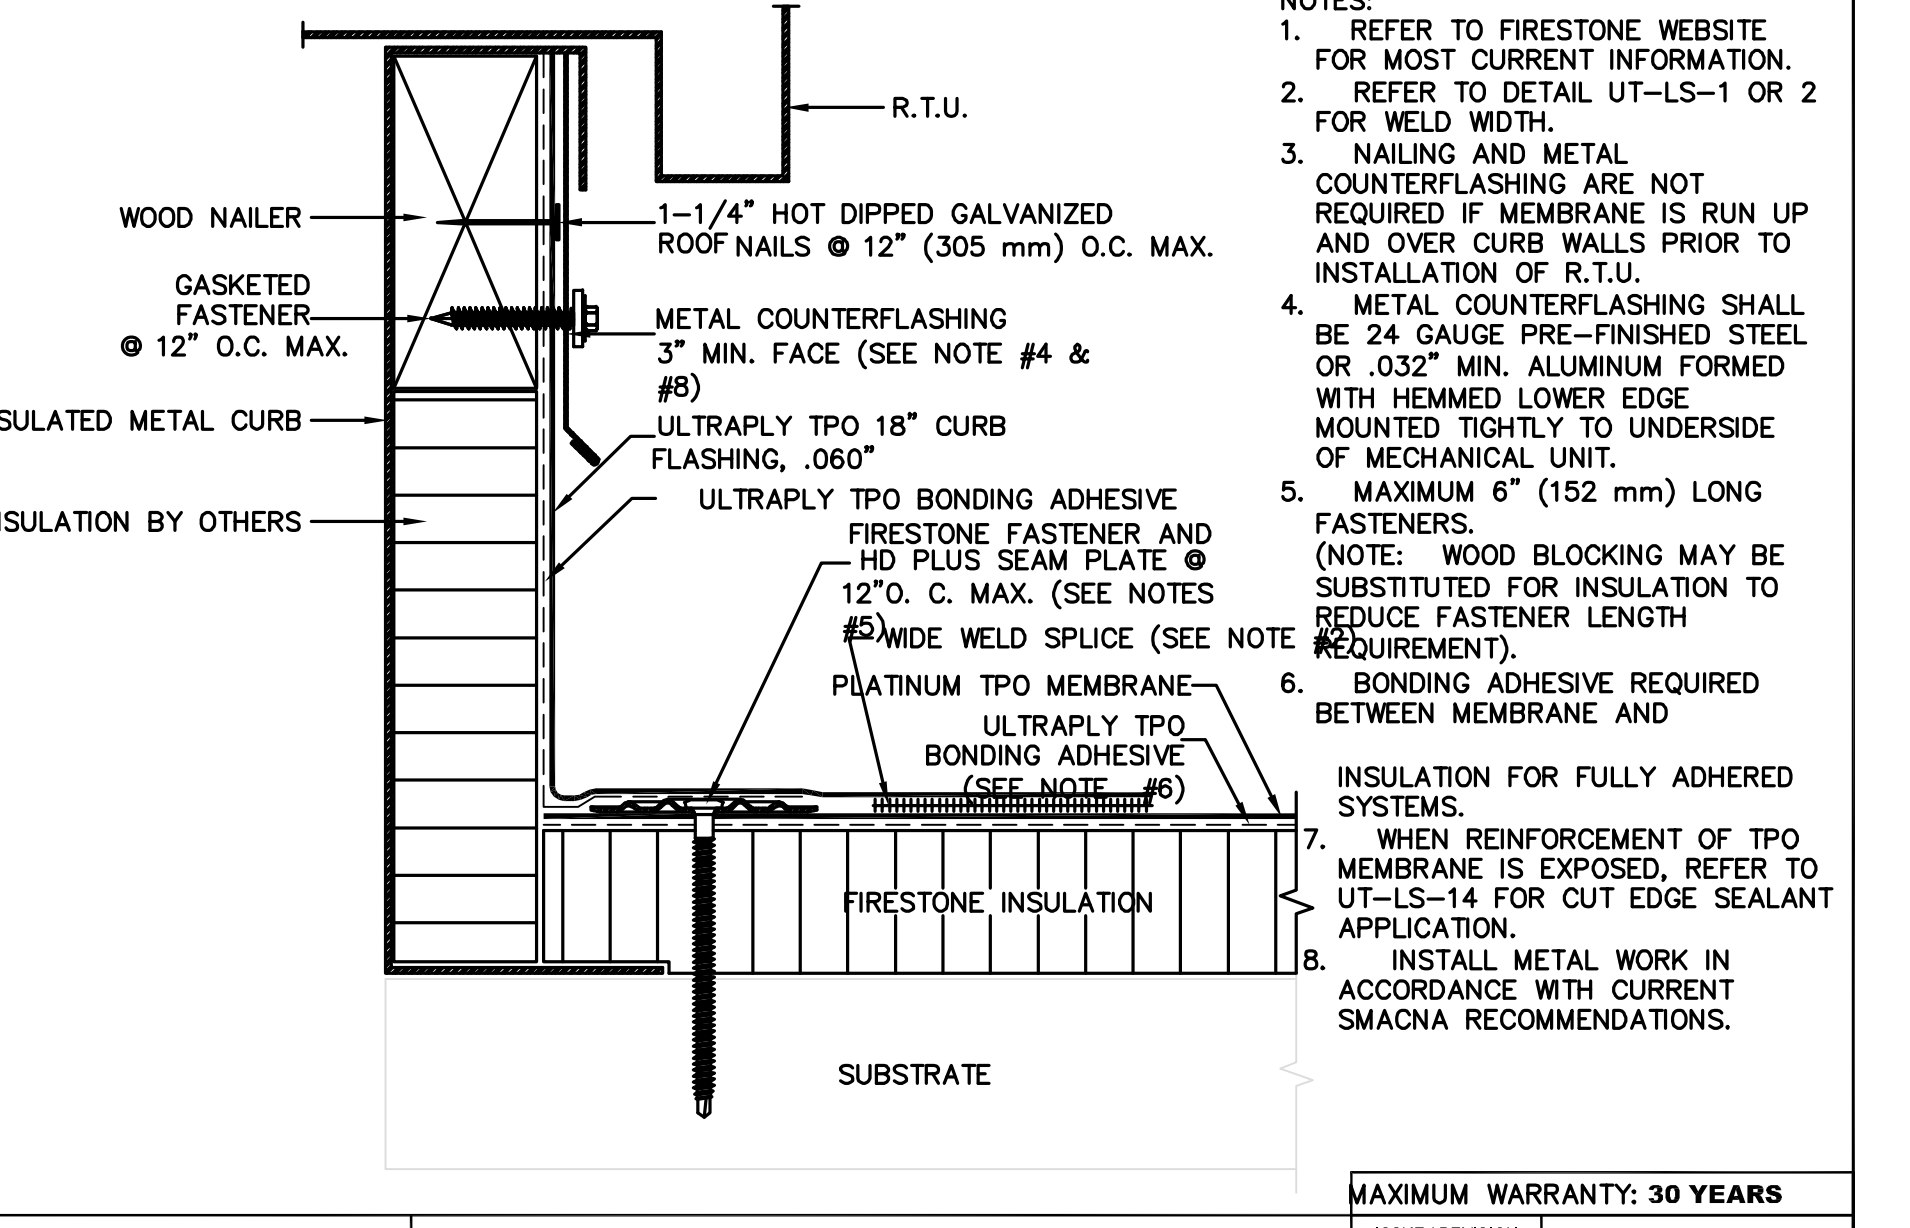 R.T.U.
WOOD NAILER
1-1/4" HOT DIPPED GALVANIZED
ROOF NAILS @ 12" (305 mm) O.C. MAX.
GASKETED
FASTENER
@ 12" O.C. MAX.
METAL COUNTERFLASHING
3" MIN. FACE (SEE NOTE #4 &
#8)
SULATED METAL CURB
ULTRAPLY TPO 18" CURB
FLASHING, .060"
ULTRAPLY TPO BONDING ADHESIVE
SULATION BY OTHERS
FIRESTONE FASTENER AND
HD PLUS SEAM PLATE @
12"O. C. MAX. (SEE NOTES
#5)
WIDE WELD SPLICE (SEE NOTE #2)
PLATINUM TPO MEMBRANE
ULTRAPLY TPO
BONDING ADHESIVE
(SEE NOTE #6)
FIRESTONE INSULATION
SUBSTRATE
NOTES:
1. REFER TO FIRESTONE WEBSITE
FOR MOST CURRENT INFORMATION.
2. REFER TO DETAIL UT-LS-1 OR 2
FOR WELD WIDTH.
3. NAILING AND METAL
COUNTERFLASHING ARE NOT
REQUIRED IF MEMBRANE IS RUN UP
AND OVER CURB WALLS PRIOR TO
INSTALLATION OF R.T.U.
4. METAL COUNTERFLASHING SHALL
BE 24 GAUGE PRE-FINISHED STEEL
OR .032" MIN. ALUMINUM FORMED
WITH HEMMED LOWER EDGE
MOUNTED TIGHTLY TO UNDERSIDE
OF MECHANICAL UNIT.
5. MAXIMUM 6" (152 mm) LONG
FASTENERS.
(NOTE: WOOD BLOCKING MAY BE
SUBSTITUTED FOR INSULATION TO
REDUCE FASTENER LENGTH
REQUIREMENT).
6. BONDING ADHESIVE REQUIRED
BETWEEN MEMBRANE AND
INSULATION FOR FULLY ADHERED
SYSTEMS.
7. WHEN REINFORCEMENT OF TPO
MEMBRANE IS EXPOSED, REFER TO
UT-LS-14 FOR CUT EDGE SEALANT
APPLICATION.
8. INSTALL METAL WORK IN
ACCORDANCE WITH CURRENT
SMACNA RECOMMENDATIONS.
MAXIMUM WARRANTY: 30 YEARS